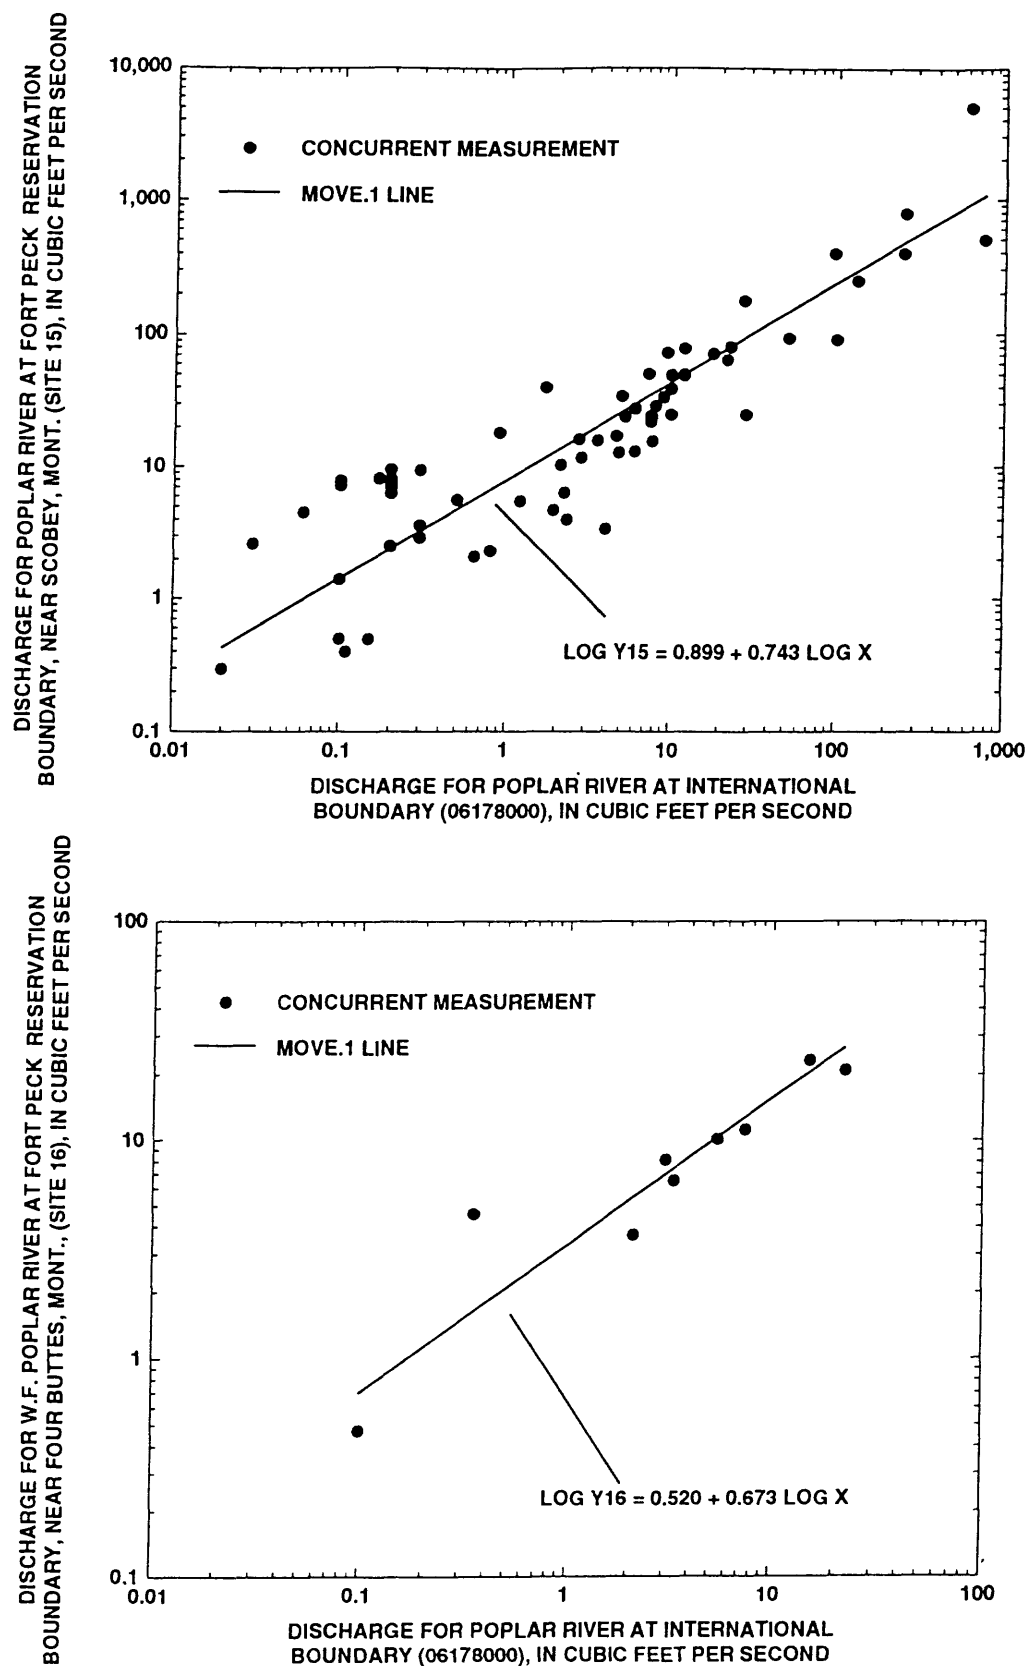 DISCHARGE FOR POPLAR RIVER AT FORT PECK RESERVATION
BOUNDARY, NEAR SCOBEY, MONT. (SITE 15), IN CUBIC FEET PER SECOND
10,000
1,000
100
10
1
0.1
CONCURRENT MEASUREMENT
MOVE.1 LINE
LOG Y15 = 0.899 + 0.743 LOG X
0.01 0.1 1 10 100 1,000
DISCHARGE FOR POPLAR RIVER AT INTERNATIONAL
BOUNDARY (06178000), IN CUBIC FEET PER SECOND
DISCHARGE FOR W.F. POPLAR RIVER AT FORT PECK RESERVATION
BOUNDARY, NEAR FOUR BUTTES, MONT., (SITE 16), IN CUBIC FEET PER SECOND
100
10
1
0.1
CONCURRENT MEASUREMENT
MOVE.1 LINE
LOG Y16 = 0.520 + 0.673 LOG X
0.01 0.1 1 10 100
DISCHARGE FOR POPLAR RIVER AT INTERNATIONAL
BOUNDARY (06178000), IN CUBIC FEET PER SECOND